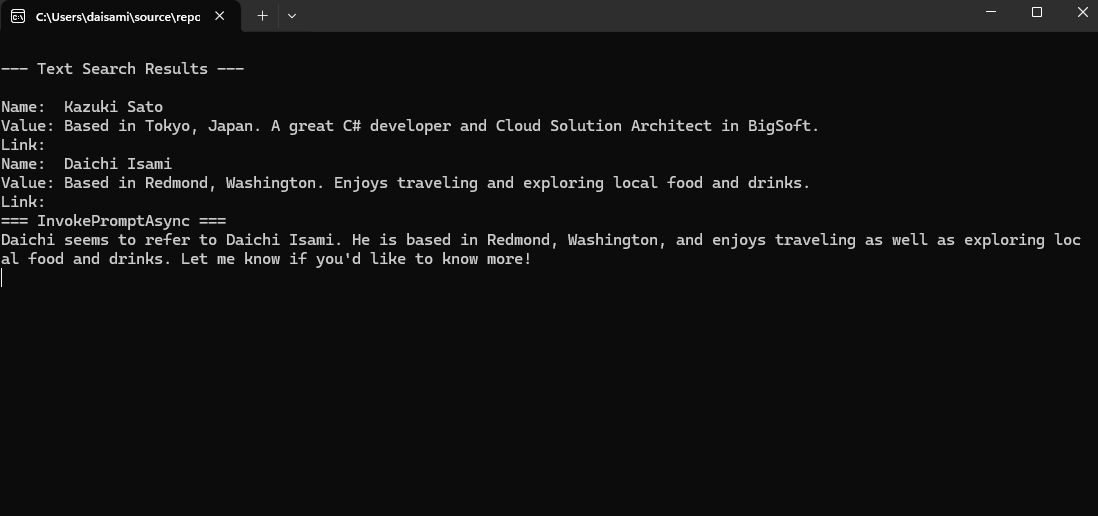 C:\Users\daisami\source\repo
--- Text Search Results ---
Name:  Kazuki Sato
Value: Based in Tokyo, Japan. A great C# developer and Cloud Solution Architect in BigSoft.
Link:
Name:  Daichi Isami
Value: Based in Redmond, Washington. Enjoys traveling and exploring local food and drinks.
Link:
=== InvokePromptAsync ===
Daichi seems to refer to Daichi Isami. He is based in Redmond, Washington, and enjoys traveling as well as exploring loc
al food and drinks. Let me know if you'd like to know more!